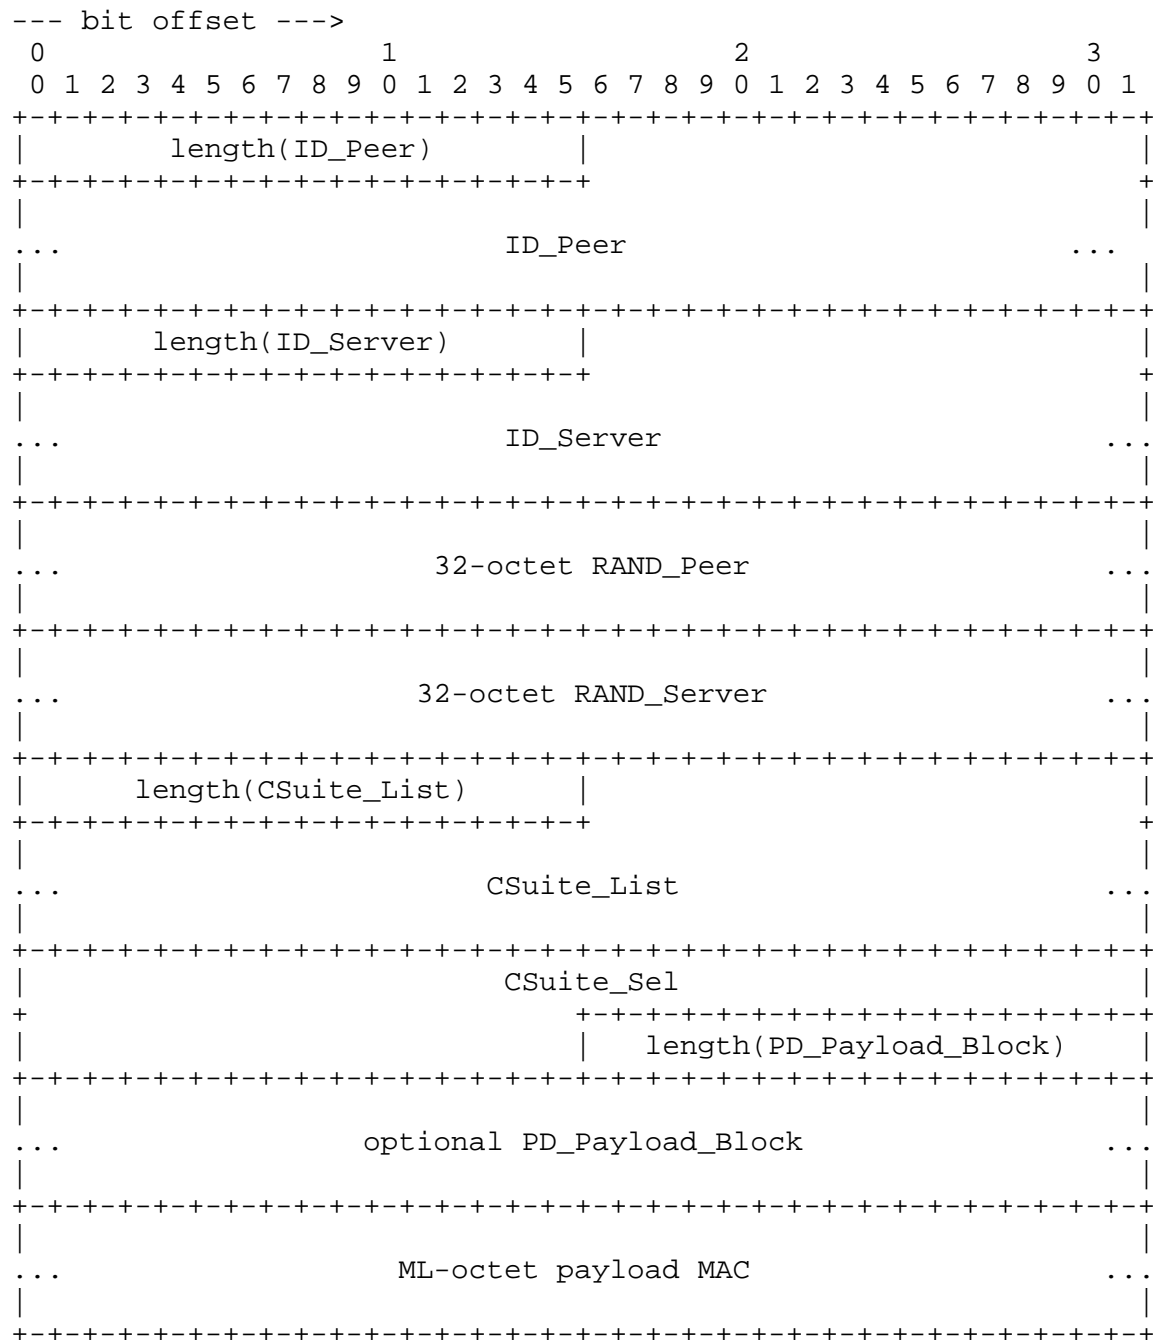 --- bit offset --->
 0                   1                   2                   3
 0 1 2 3 4 5 6 7 8 9 0 1 2 3 4 5 6 7 8 9 0 1 2 3 4 5 6 7 8 9 0 1
+-+-+-+-+-+-+-+-+-+-+-+-+-+-+-+-+-+-+-+-+-+-+-+-+-+-+-+-+-+-+-+-+
|        length(ID_Peer)        |                               |
+-+-+-+-+-+-+-+-+-+-+-+-+-+-+-+-+                               +
|                                                               |
...                         ID_Peer                         ...
|                                                               |
+-+-+-+-+-+-+-+-+-+-+-+-+-+-+-+-+-+-+-+-+-+-+-+-+-+-+-+-+-+-+-+-+
|       length(ID_Server)       |                               |
+-+-+-+-+-+-+-+-+-+-+-+-+-+-+-+-+                               +
|                                                               |
...                         ID_Server                         ...
|                                                               |
+-+-+-+-+-+-+-+-+-+-+-+-+-+-+-+-+-+-+-+-+-+-+-+-+-+-+-+-+-+-+-+-+
|                                                               |
...                     32-octet RAND_Peer                    ...
|                                                               |
+-+-+-+-+-+-+-+-+-+-+-+-+-+-+-+-+-+-+-+-+-+-+-+-+-+-+-+-+-+-+-+-+
|                                                               |
...                    32-octet RAND_Server                   ...
|                                                               |
+-+-+-+-+-+-+-+-+-+-+-+-+-+-+-+-+-+-+-+-+-+-+-+-+-+-+-+-+-+-+-+-+
|      length(CSuite_List)      |                               |
+-+-+-+-+-+-+-+-+-+-+-+-+-+-+-+-+                               +
|                                                               |
...                        CSuite_List                        ...
|                                                               |
+-+-+-+-+-+-+-+-+-+-+-+-+-+-+-+-+-+-+-+-+-+-+-+-+-+-+-+-+-+-+-+-+
|                           CSuite_Sel                          |
+                               +-+-+-+-+-+-+-+-+-+-+-+-+-+-+-+-+
|                               |   length(PD_Payload_Block)    |
+-+-+-+-+-+-+-+-+-+-+-+-+-+-+-+-+-+-+-+-+-+-+-+-+-+-+-+-+-+-+-+-+
|                                                               |
...                 optional PD_Payload_Block                 ...
|                                                               |
+-+-+-+-+-+-+-+-+-+-+-+-+-+-+-+-+-+-+-+-+-+-+-+-+-+-+-+-+-+-+-+-+
|                                                               |
...                   ML-octet payload MAC                    ...
|                                                               |
+-+-+-+-+-+-+-+-+-+-+-+-+-+-+-+-+-+-+-+-+-+-+-+-+-+-+-+-+-+-+-+-+